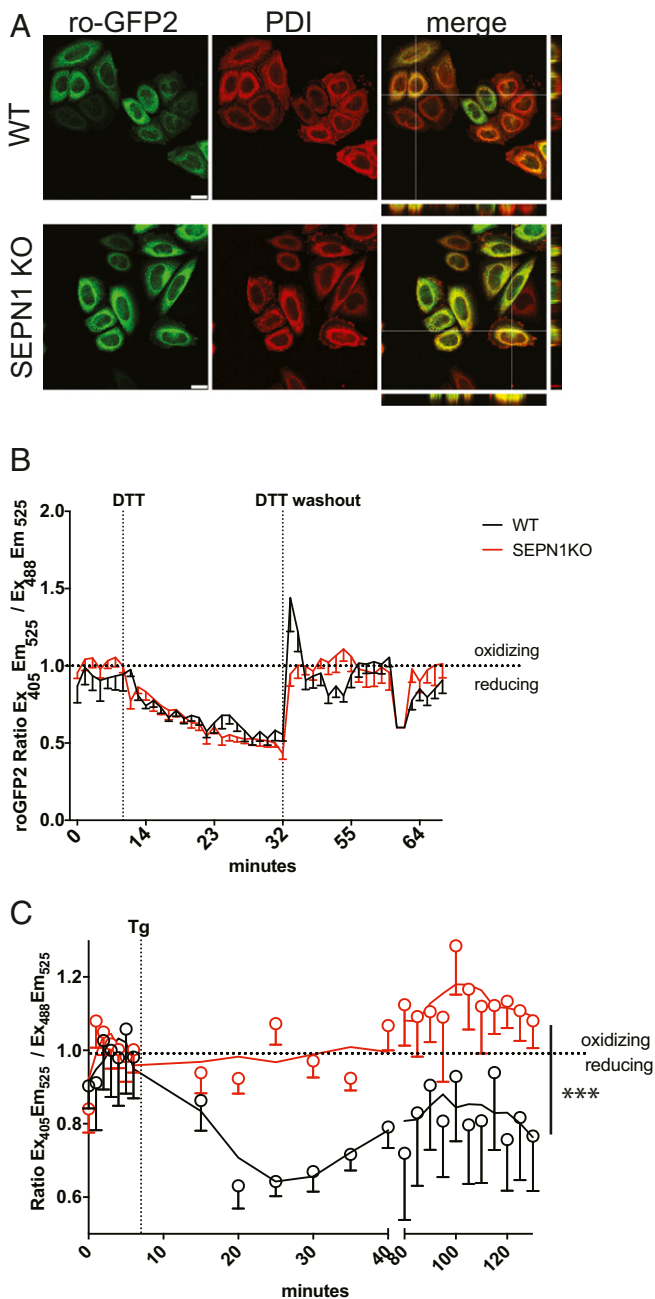 A
ro-GFP2 PDI merge
WT
SEPN1 KO
B
DTT
DTT washout
WT
SEPN1KO
roGFP2 Ratio Ex405Em525 / Ex488Em525
2.0
1.5
1.0
0.5
0.0
oxidizing
reducing
0 14 23 32 55 64
minutes
C
Tg
Ratio Ex405Em525 / Ex488Em525
1.2
1.0
0.8
0.6
oxidizing
reducing
***
0 10 20 30 40 80 100 120
minutes